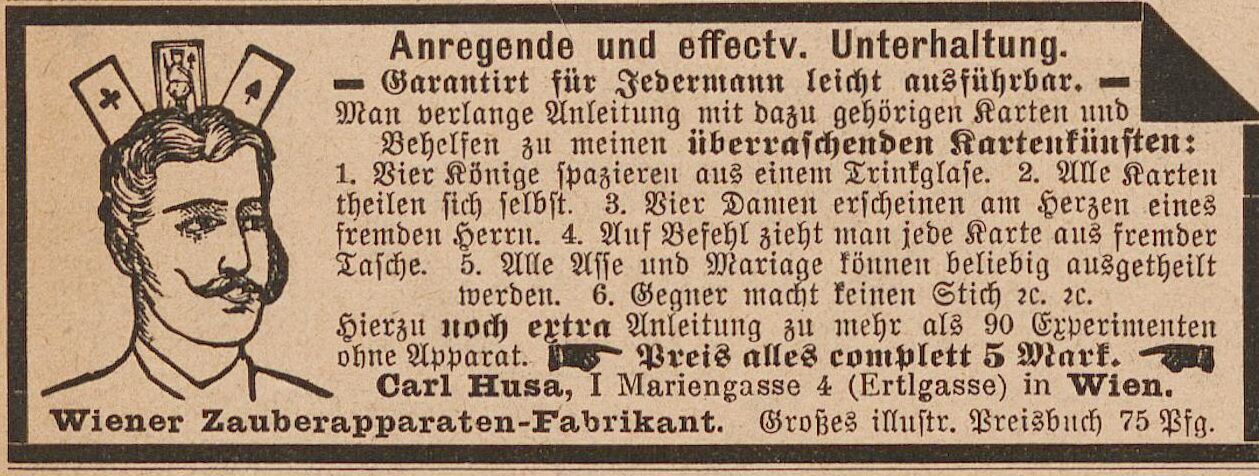 Anregende und effectv. Unterhaltung.
Garantirt für Jedermann leicht ausführbar.
Man verlange Anleitung mit dazu gehörigen Karten und
Behelfen zu meinen überraschenden Kartenkünsten:
1. Vier Könige spazieren aus einem Trinkglase. 2. Alle Karten
theilen sich selbst. 3. Vier Damen erscheinen am Herzen eines
fremden Herrn. 4. Auf Befehl zieht man jede Karte aus fremder
Tasche. 5. Alle Asse und Mariage können beliebig ausgetheilt
werden. 6. Gegner macht keinen Stich ꝛc. ꝛc.
Hierzu noch extra Anleitung zu mehr als 90 Experimenten
ohne Apparat. Preis alles complett 5 Mark.
Carl Husa, I Mariengasse 4 (Ertlgasse) in Wien.
Wiener Zauberapparaten-Fabrikant. Großes illustr. Preisbuch 75 Pfg.